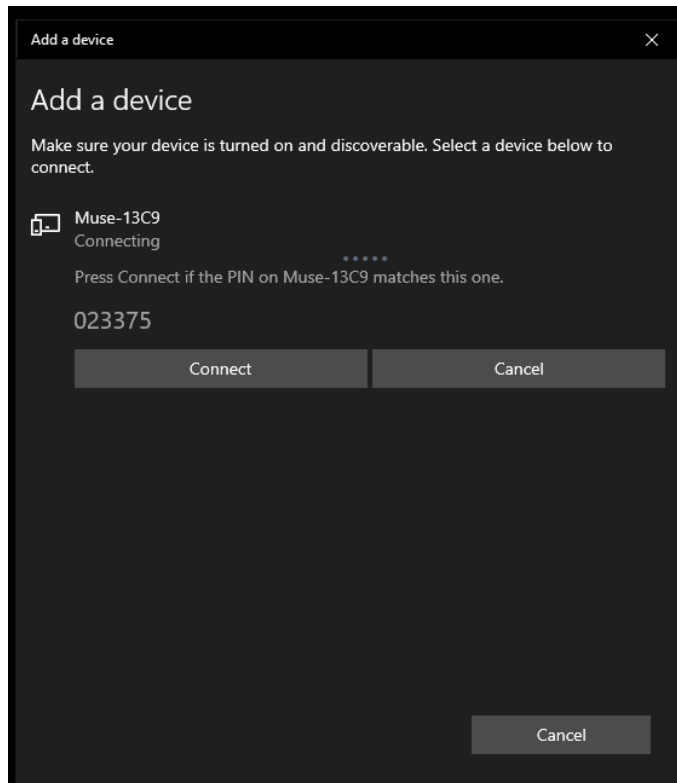 Add a device
Add a device
Make sure your device is turned on and discoverable. Select a device below to
connect.
Muse-13C9
Connecting
Press Connect if the PIN on Muse-13C9 matches this one.
023375
Connect Cancel
Cancel